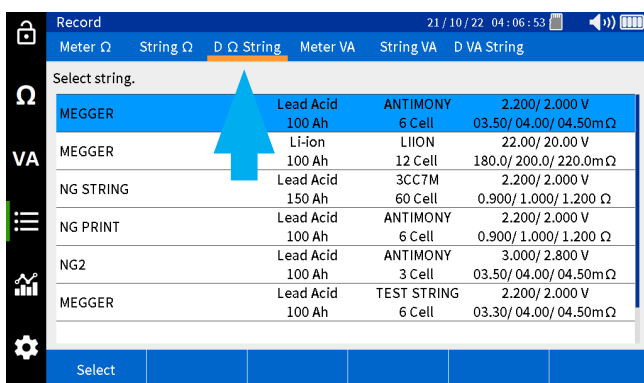 Record 21/10/22 04:06:53
Meter Ω String Ω D Ω String Meter VA String VA D VA String
Select string.
Ω
VA
MEGGER Lead Acid ANTIMONY 2.200/ 2.000 V
100 Ah 6 Cell 03.50/ 04.00/ 04.50mΩ
MEGGER Li-ion LIION 22.00/ 20.00 V
100 Ah 12 Cell 180.0/ 200.0/ 220.0mΩ
NG STRING Lead Acid 3CC7M 2.200/ 2.000 V
150 Ah 60 Cell 0.900/ 1.000/ 1.200 Ω
NG PRINT Lead Acid ANTIMONY 2.200/ 2.000 V
100 Ah 6 Cell 0.900/ 1.000/ 1.200 Ω
NG2 Lead Acid ANTIMONY 3.000/ 2.800 V
100 Ah 3 Cell 03.50/ 04.00/ 04.50mΩ
MEGGER Lead Acid TEST STRING 2.200/ 2.000 V
100 Ah 6 Cell 03.30/ 04.00/ 04.50mΩ
Select